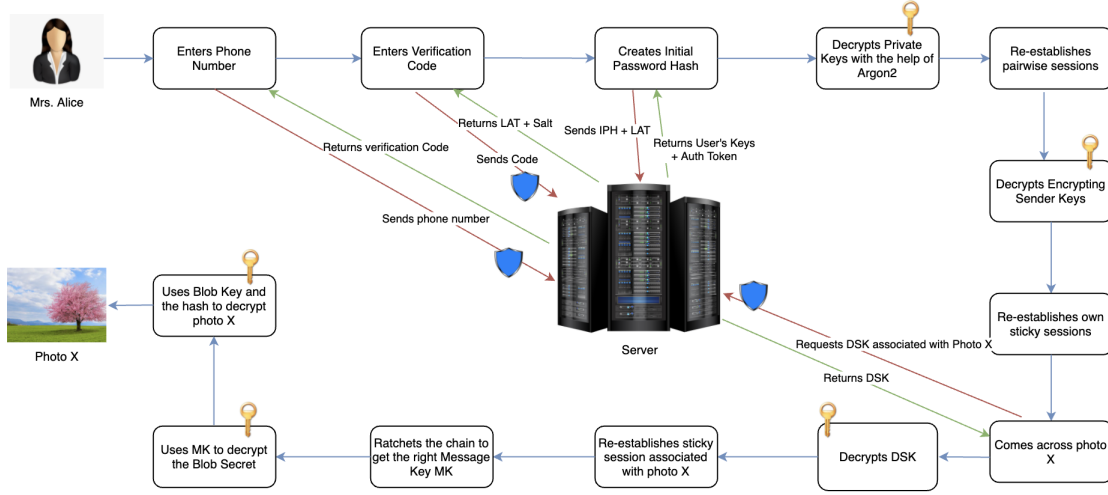 Enters Phone
Number
Enters Verification
Code
Creates Initial
Password Hash
Decrypts Private
Keys with the help of
Argon2
Re-establishes
pairwise sessions
Mrs. Alice
Returns LAT + Salt
Sends IPH + LAT
Returns User's Keys
+ Auth Token
Returns verification Code
Sends Code
Decrypts Encrypting
Sender Keys
Sends phone number
Uses Blob Key and
the hash to decrypt
photo X
Re-establishes own
sticky sessions
Photo X
Server
Requests DSK associated with Photo X
Returns DSK
Uses MK to decrypt
the Blob Secret
Ratchets the chain to
get the right Message
Key MK
Re-establishes sticky
session associated
with photo X
Decrypts DSK
Comes across photo
X